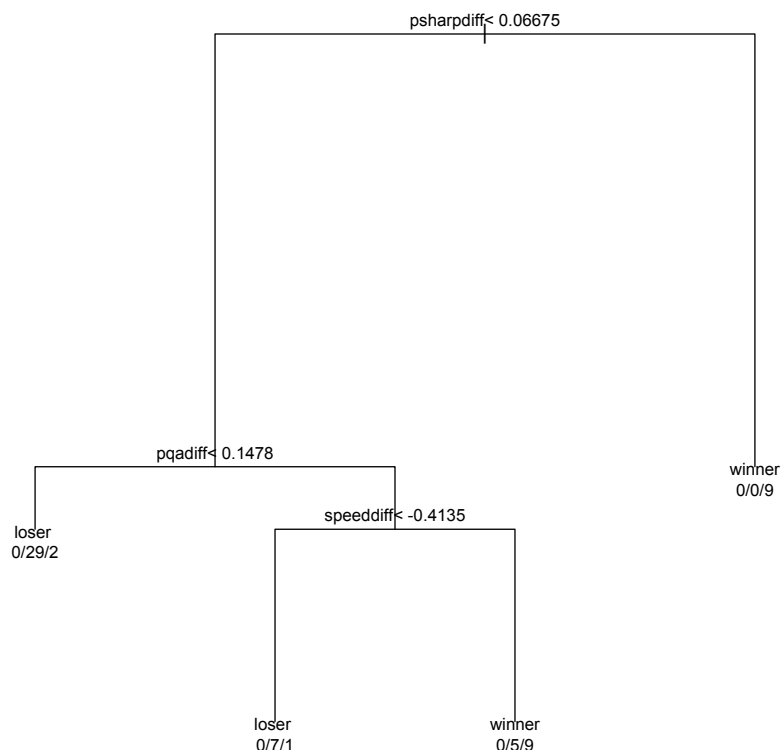 psharpdiff< 0.06675
pqadiff< 0.1478
winner
0/0/9
speeddiff< -0.4135
loser
0/29/2
loser
0/7/1
winner
0/5/9